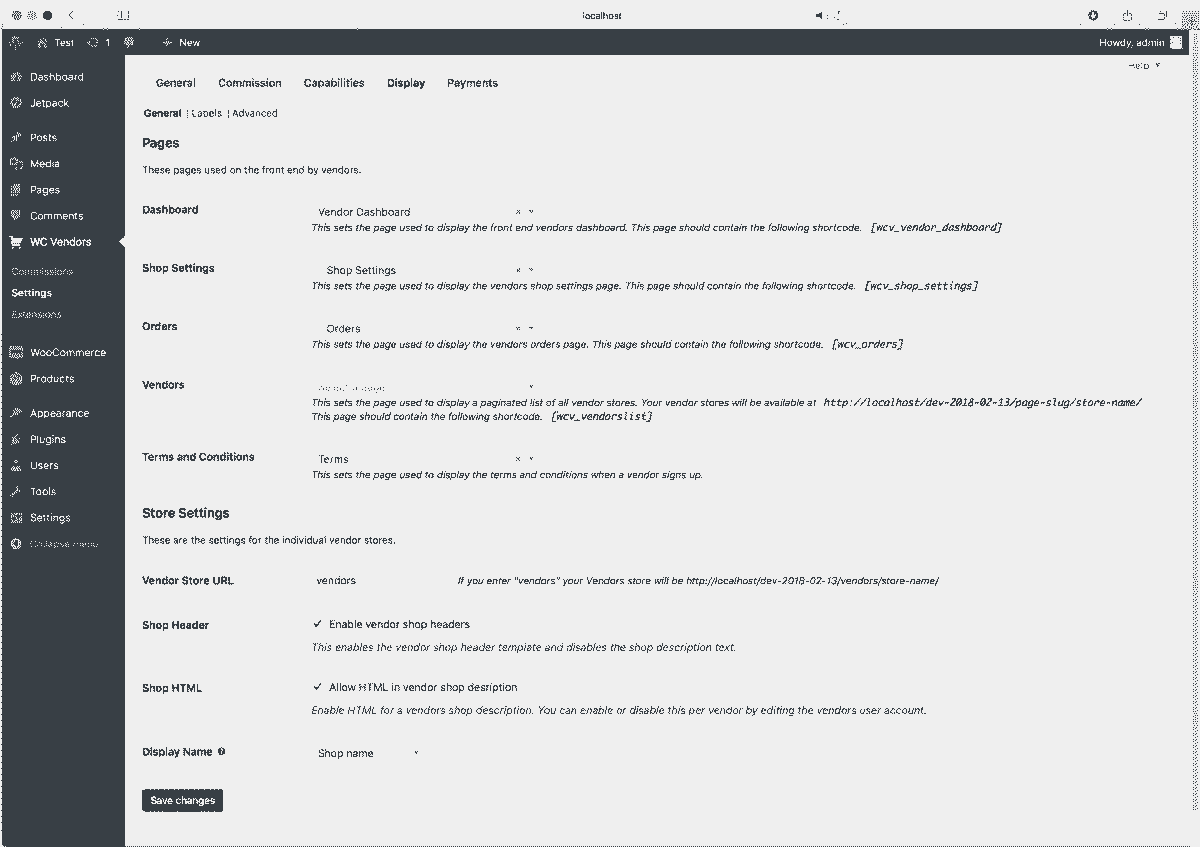 localhost
Test 1 New Howdy, admin
Help
Dashboard
Jetpack
Posts
Media
Pages
Comments
WC Vendors
Commissions
Settings
Extensions
WooCommerce
Products
Appearance
Plugins
Users
Tools
Settings
Collapse menu
General Commission Capabilities Display Payments
General | Labels | Advanced
Pages
These pages used on the front end by vendors.
Dashboard Vendor Dashboard
This sets the page used to display the front end vendors dashboard. This page should contain the following shortcode. [wcv_vendor_dashboard]
Shop Settings Shop Settings
This sets the page used to display the vendors shop settings page. This page should contain the following shortcode. [wcv_shop_settings]
Orders Orders
This sets the page used to display the vendors orders page. This page should contain the following shortcode. [wcv_orders]
Vendors
This sets the page used to display a paginated list of all vendor stores. Your vendor stores will be available at http://localhost/dev-2018-02-13/page-slug/store-name/
This page should contain the following shortcode. [wcv_vendorslist]
Terms and Conditions Terms
This sets the page used to display the terms and conditions when a vendor signs up.
Store Settings
These are the settings for the individual vendor stores.
Vendor Store URL vendors If you enter "vendors" your Vendors store will be http://localhost/dev-2018-02-13/vendors/store-name/
Shop Header Enable vendor shop headers
This enables the vendor shop header template and disables the shop description text.
Shop HTML Allow HTML in vendor shop desription
Enable HTML for a vendors shop description. You can enable or disable this per vendor by editing the vendors user account.
Display Name Shop name
Save changes